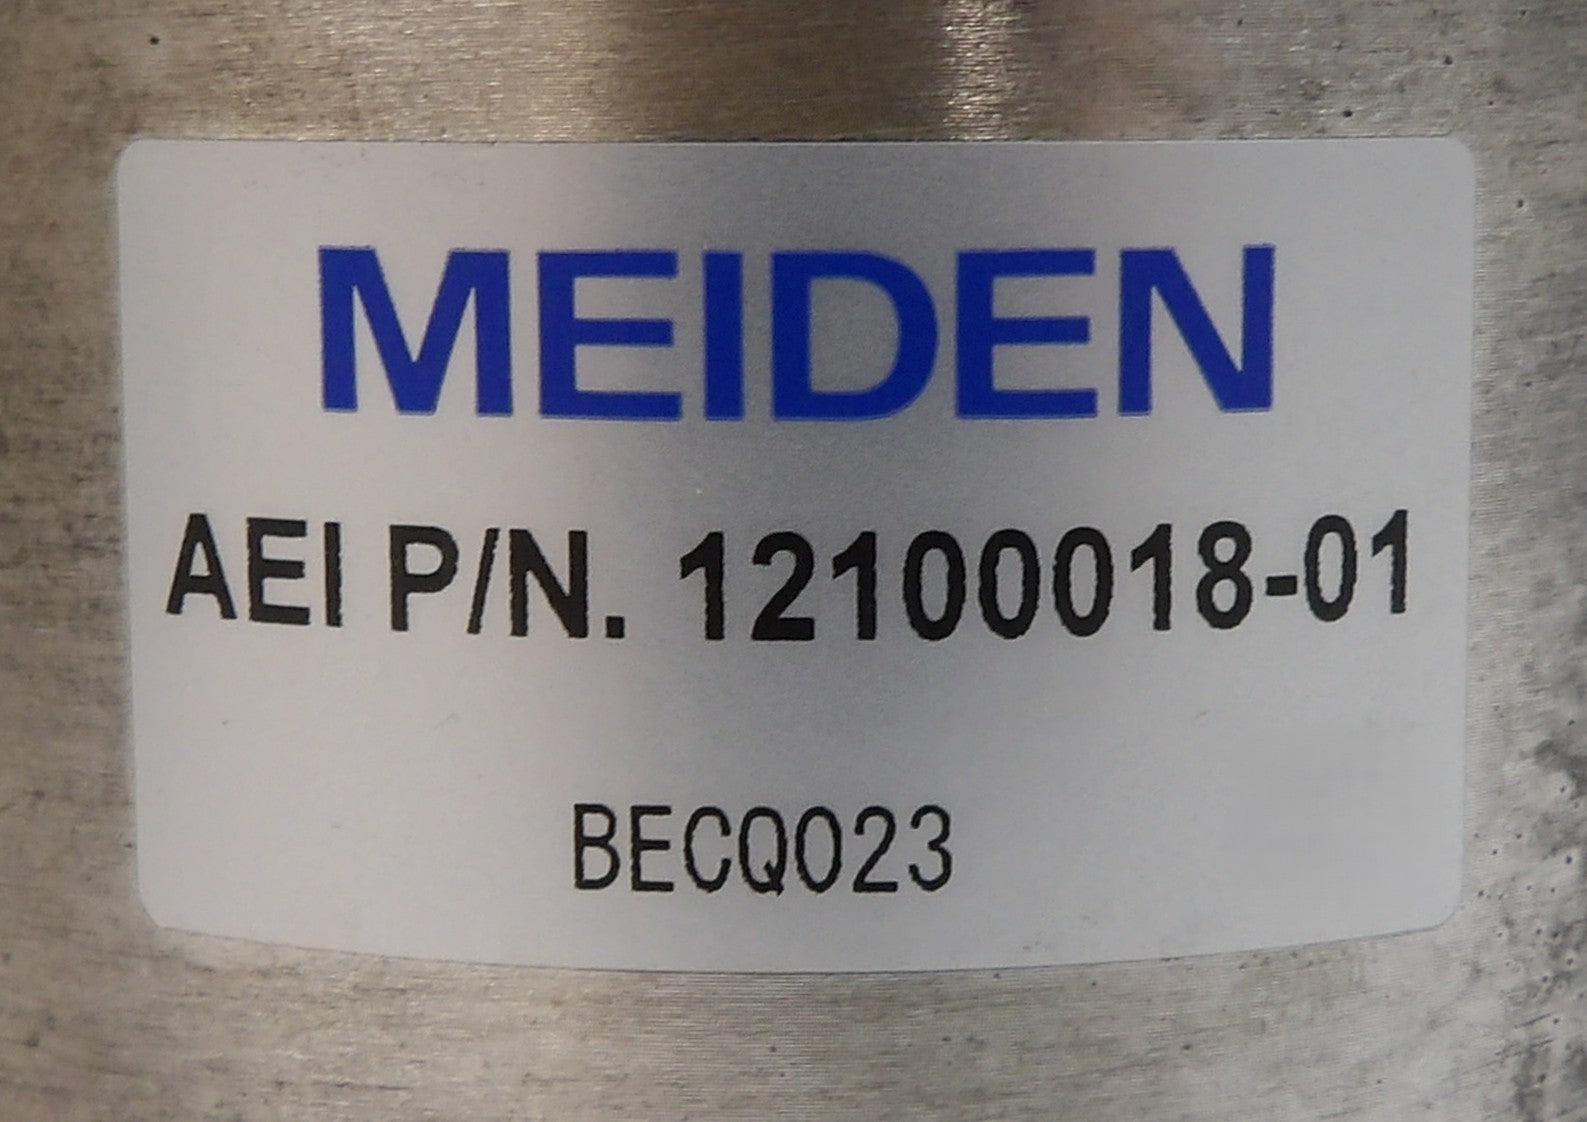 MEIDEN
AEI P/N. 12100018-01
BECQ023